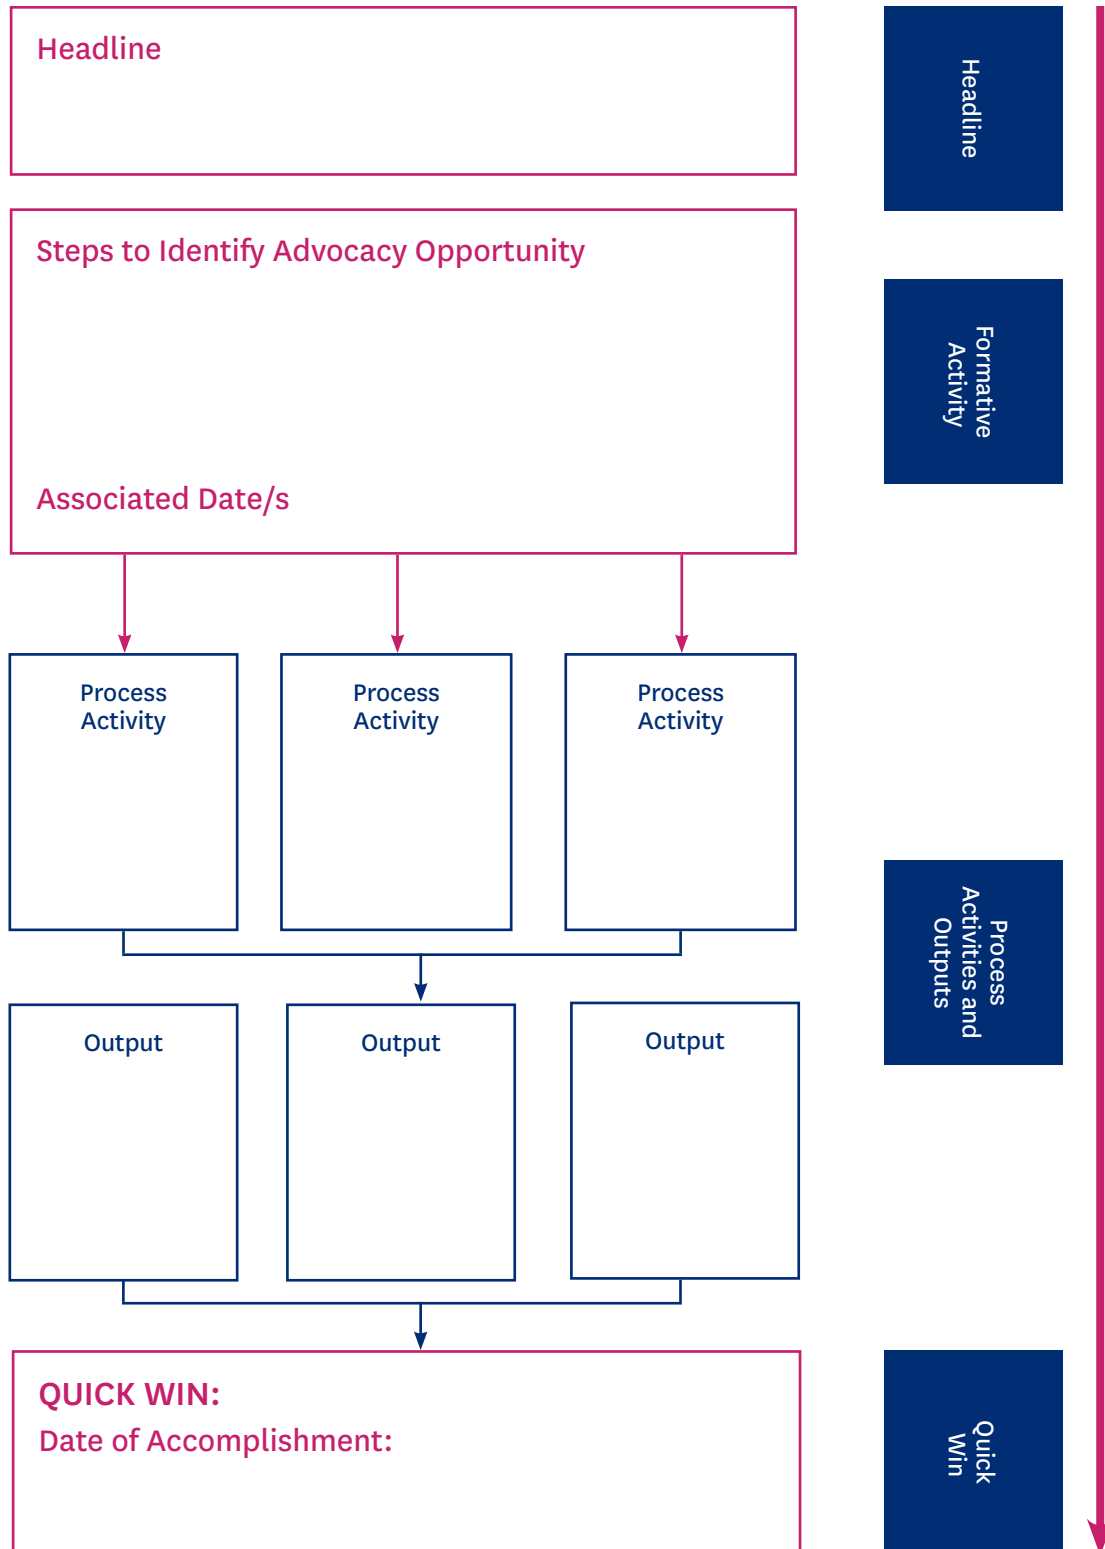 Headline
Steps to Identify Advocacy Opportunity
Associated Date/s
Process
Activity
Process
Activity
Process
Activity
Output
Output
Output
QUICK WIN:
Date of Accomplishment:
Headline
Formative
Activity
Process
Activities and
Outputs
Quick
Win